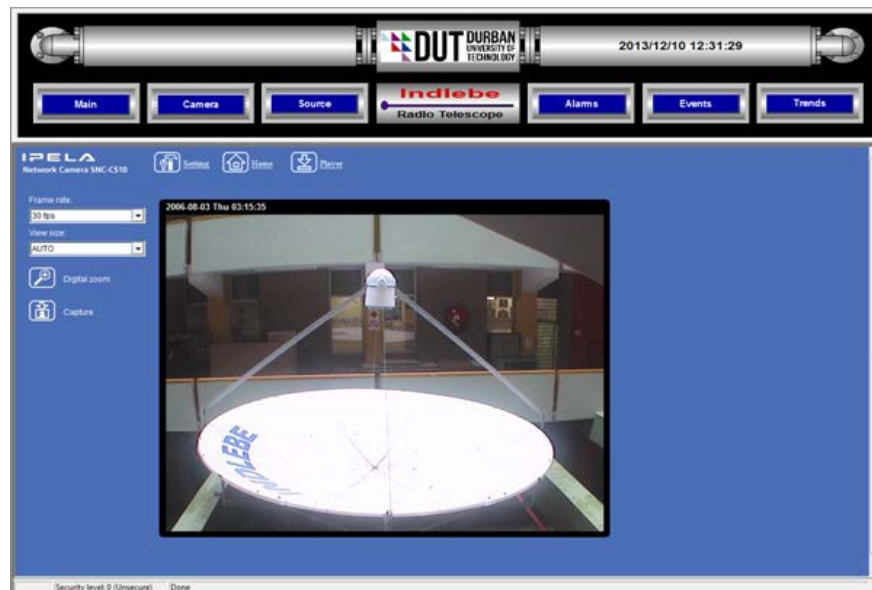 DUT DURBAN UNIVERSITY OF TECHNOLOGY
2013/12/10 12:31:29
Main
Camera
Source
Indlebe
Radio Telescope
Alarms
Events
Trends
IPELA
Network Camera SNC-CS10
Setting
Home
Player
Frame rate:
30 fps
View size:
AUTO
Digital zoom
Capture
2006-08-03 Thu 03:15:35
INDLEBE
Security level: 0 (Unsecure)
Done